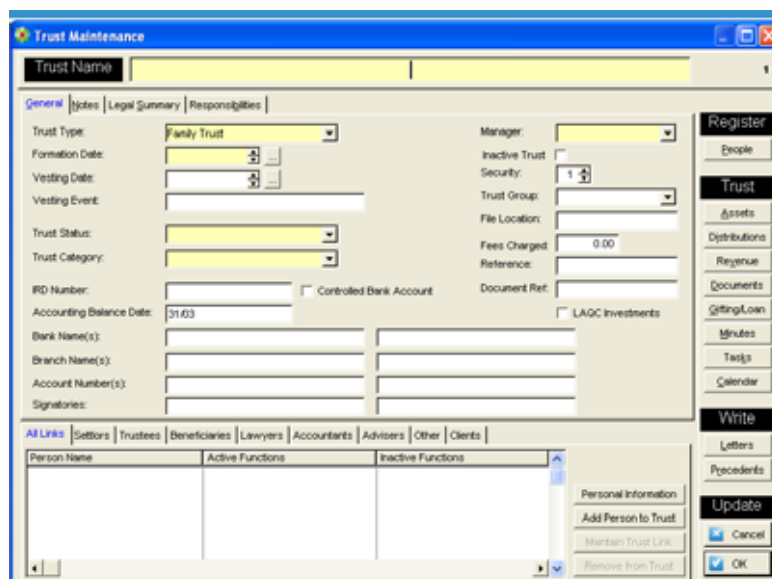 Trust Maintenance
Trust Name
1
General Notes Legal Summary Responsibilities
Trust Type: Family Trust
Formation Date: ...
Vesting Date: ...
Vesting Event:
Trust Status:
Trust Category:
IRD Number: Controlled Bank Account
Accounting Balance Date: 31/03
Bank Name(s):
Branch Name(s):
Account Number(s):
Signatories:
Manager:
Inactive Trust
Security: 1
Trust Group:
File Location:
Fees Charged: 0.00
Reference:
Document Ref:
LAQC Investments
All Links Settlors Trustees Beneficiaries Lawyers Accountants Advisers Other Clients
Person Name Active Functions Inactive Functions
Personal Information
Add Person to Trust
Maintain Trust Link
Remove from Trust
Register
People
Trust
Assets
Distributions
Revenue
Documents
Gifting/Loan
Minutes
Tasks
Calendar
Write
Letters
Precedents
Update
Cancel
OK